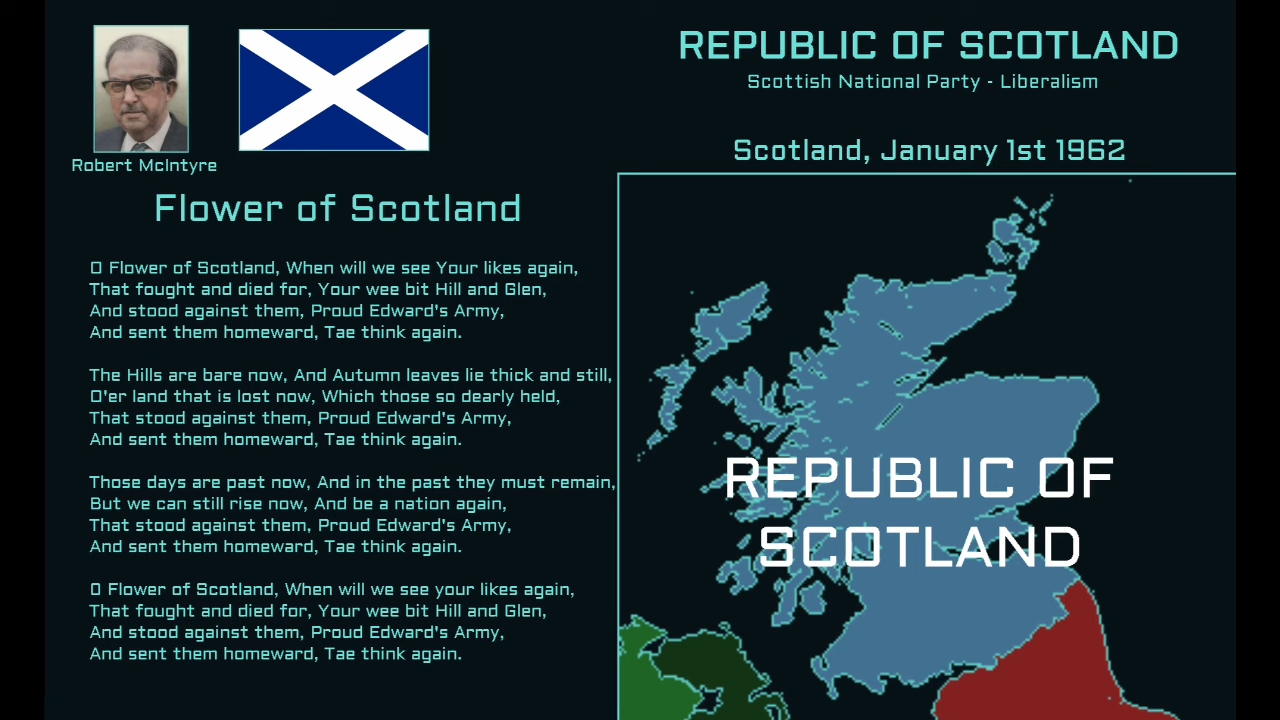 Robert McIntyre
REPUBLIC OF SCOTLAND
Scottish National Party - Liberalism
Scotland, January 1st 1962
Flower of Scotland
O Flower of Scotland, When will we see Your likes again,
That fought and died for, Your wee bit Hill and Glen,
And stood against them, Proud Edward's Army,
And sent them homeward, Tae think again.
The Hills are bare now, And Autumn leaves lie thick and still,
O'er land that is lost now, Which those so dearly held,
That stood against them, Proud Edward's Army,
And sent them homeward, Tae think again.
Those days are past now, And in the past they must remain,
But we can still rise now, And be a nation again,
That stood against them, Proud Edward's Army,
And sent them homeward, Tae think again.
O Flower of Scotland, When will we see your likes again,
That fought and died for, Your wee bit Hill and Glen,
And stood against them, Proud Edward's Army,
And sent them homeward, Tae think again.
REPUBLIC OF
SCOTLAND